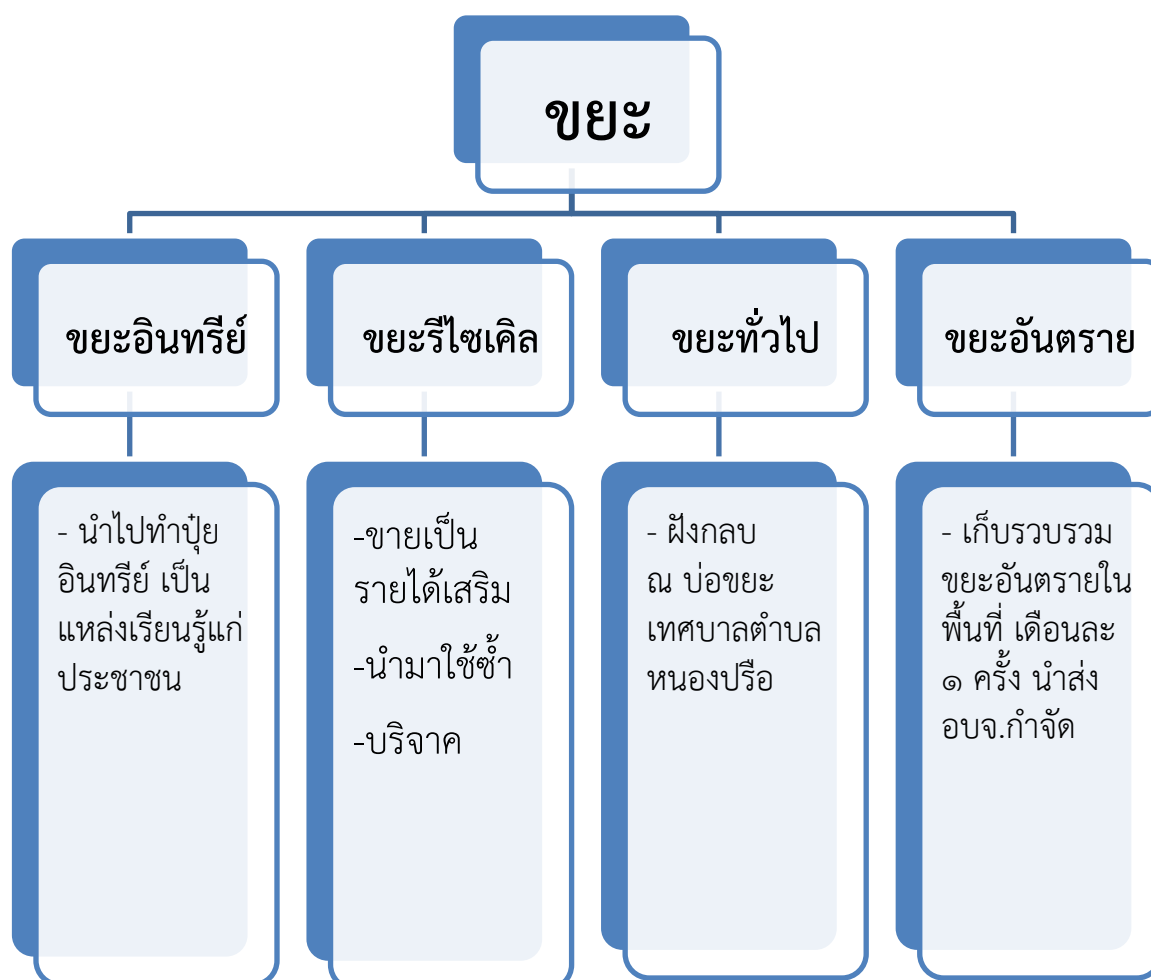 ขยะ
ขยะอินทรีย์
ขยะรีไซเคิล
ขยะทั่วไป
ขยะอันตราย
- นำไปทำปุ๋ย
อินทรีย์ เป็น
แหล่งเรียนรู้แก่
ประชาชน
-ขายเป็น
รายได้เสริม
-นำมาใช้ซ้ำ
-บริจาค
- ฝังกลบ
ณ บ่อขยะ
เทศบาลตำบล
หนองปรือ
- เก็บรวบรวม
ขยะอันตรายใน
พื้นที่ เดือนละ
๑ ครั้ง นำส่ง
อบจ.กำจัด